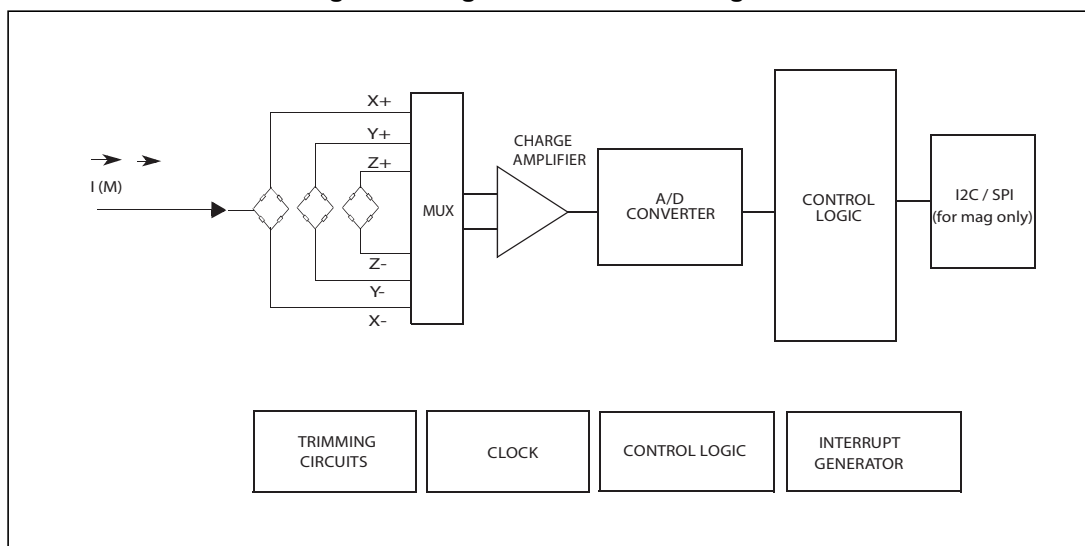 X+
Y+
Z+
I (M)
MUX
Z-
Y-
X-
CHARGE
AMPLIFIER
A/D
CONVERTER
CONTROL
LOGIC
I2C / SPI
(for mag only)
TRIMMING
CIRCUITS
CLOCK
CONTROL LOGIC
INTERRUPT
GENERATOR